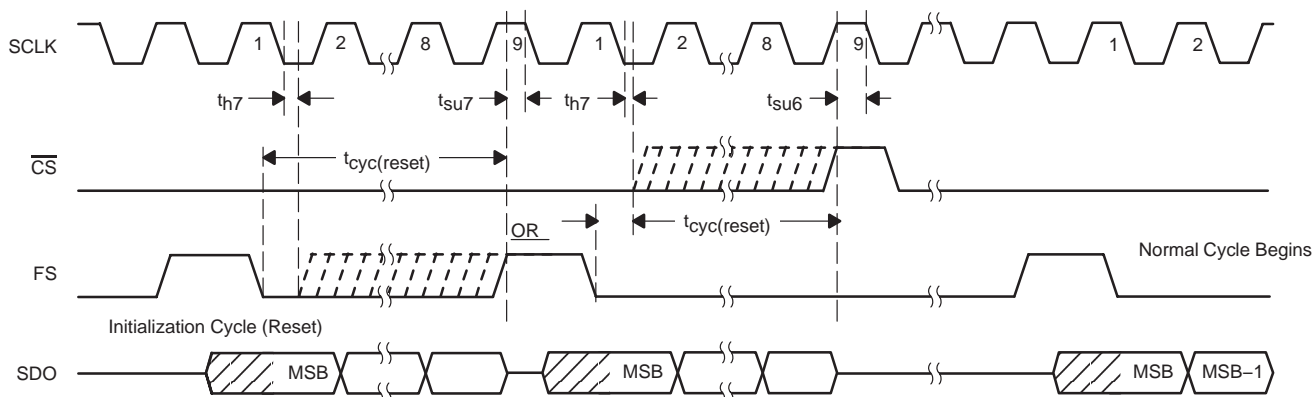 SCLK 1 2 8 9 1 2 8 9 1 2
th7 tsu7 th7 tsu6
CS tcyc(reset)
OR tcyc(reset)
FS Normal Cycle Begins
Initialization Cycle (Reset)
SDO MSB MSB MSB MSB–1